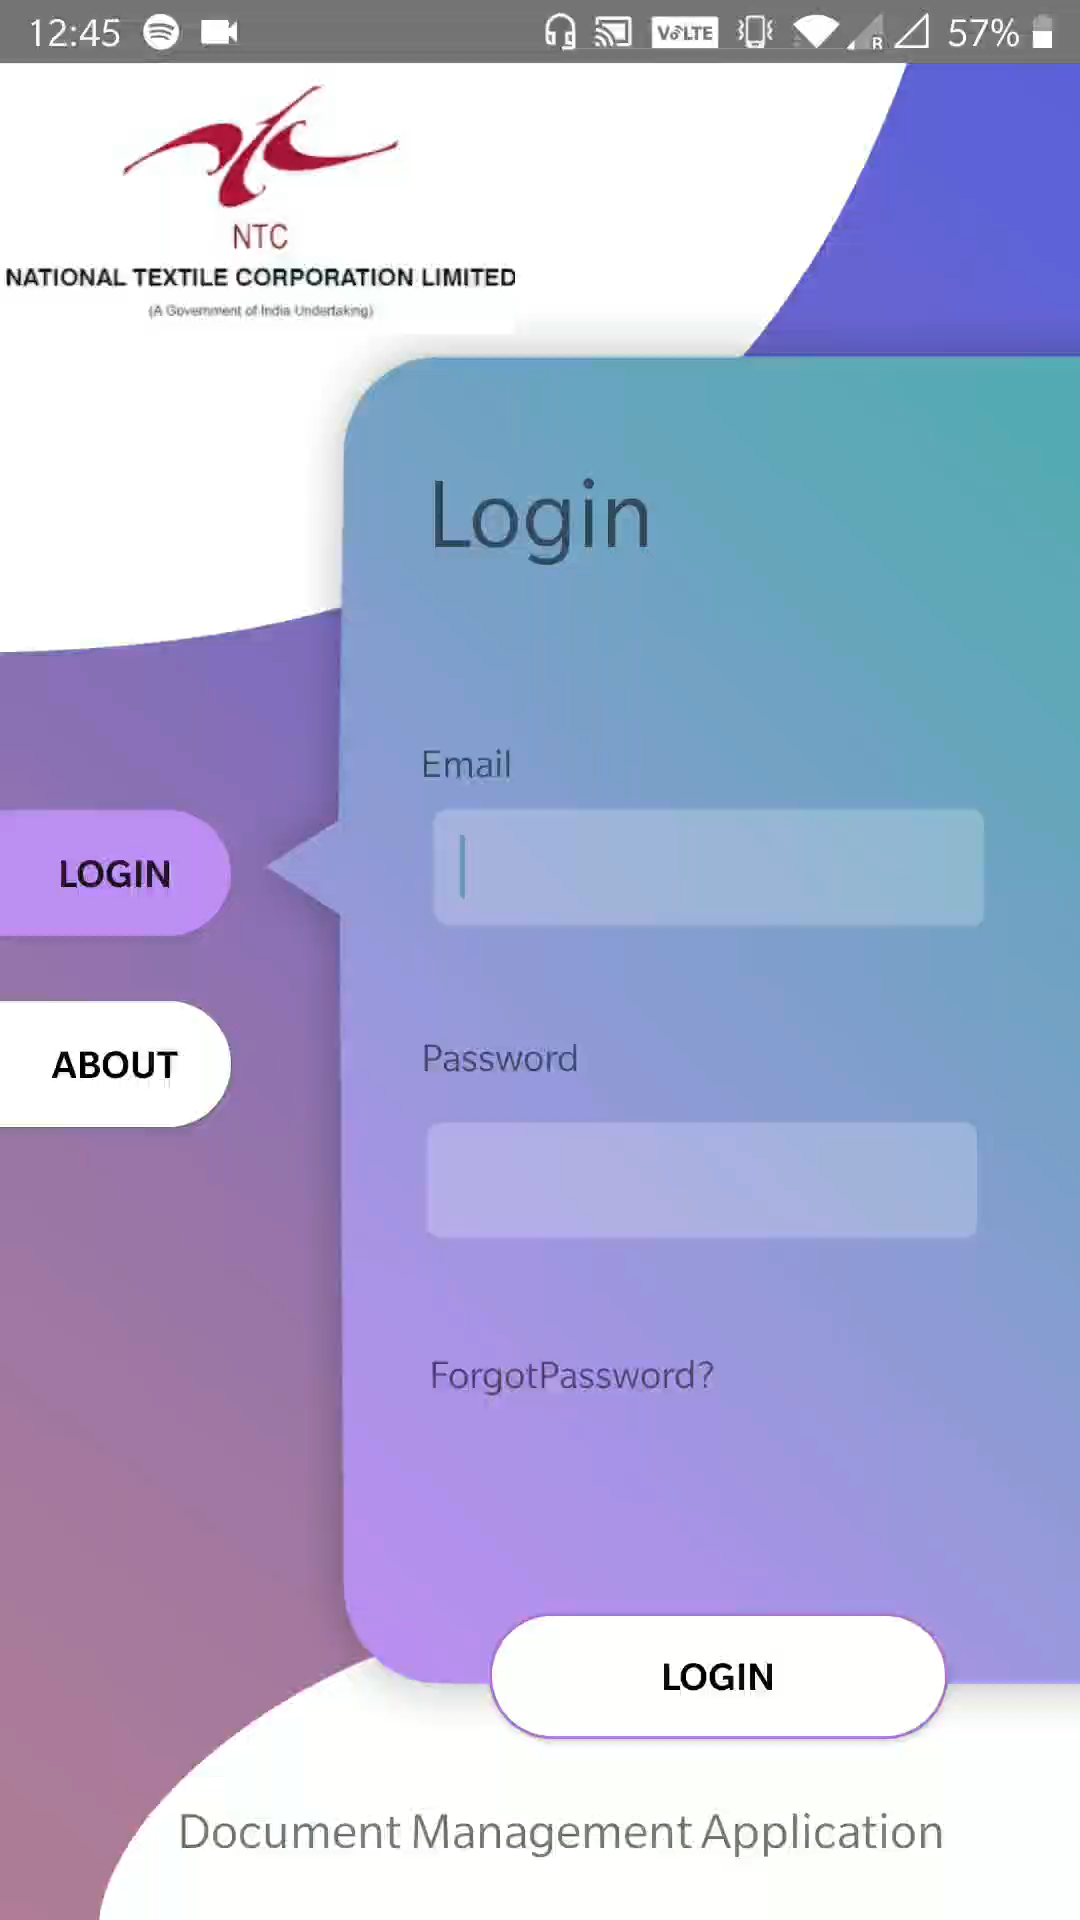 12:45 VoLTE R 57%
NTC
NATIONAL TEXTILE CORPORATION LIMITED
(A Government of India Undertaking)
Login
Email
LOGIN
ABOUT
Password
ForgotPassword?
LOGIN
Document Management Application